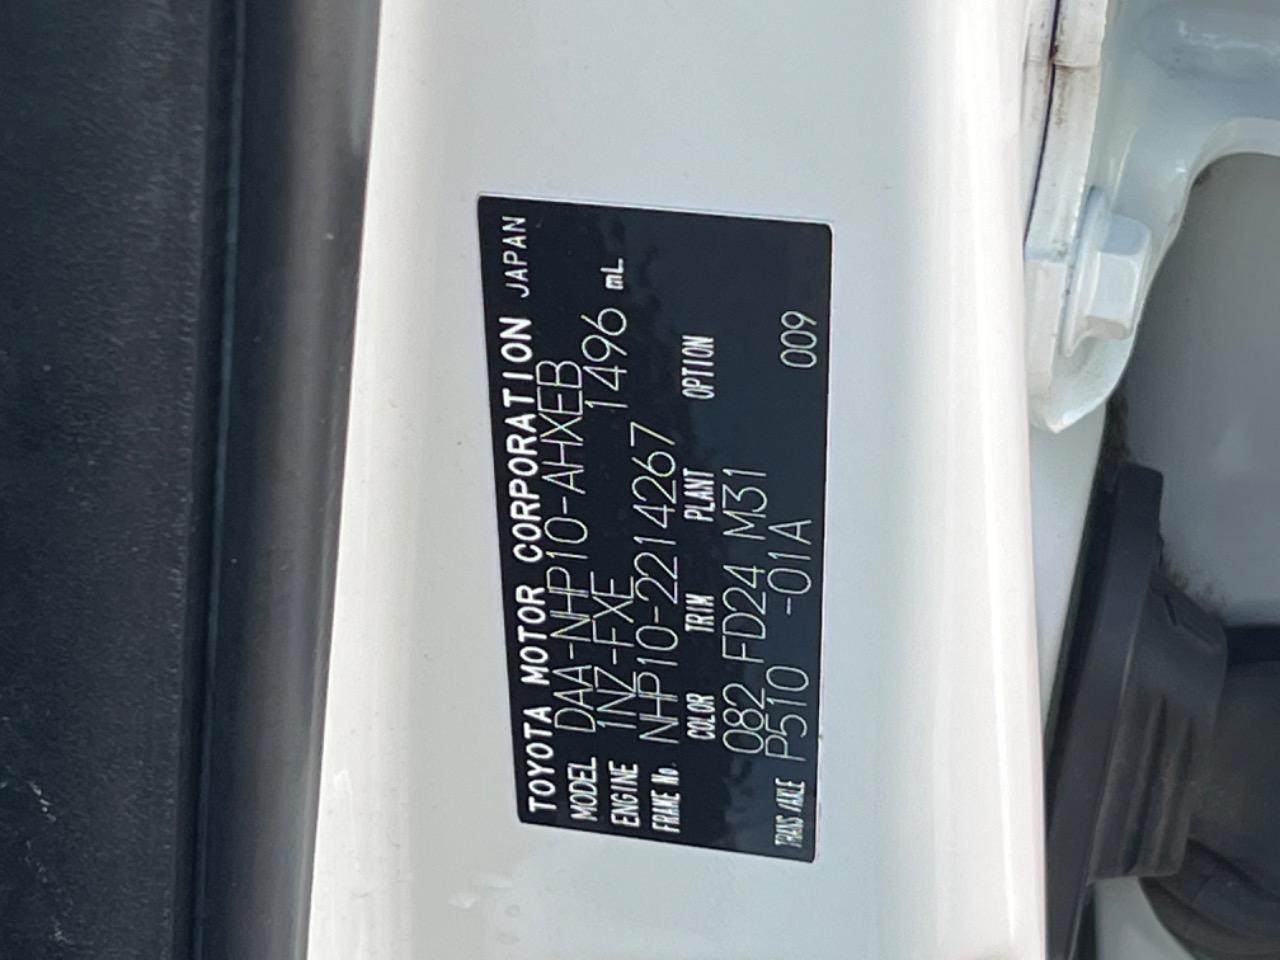 TOYOTA MOTOR CORPORATION JAPAN
MODEL DAA-NHP10-AHXEB
ENGINE 1NZ-FXE 1496 mL
FRAME No. NHP10-2214267
COLOR TRIM PLANT OPTION
082 FD24 M31
TRANS/AXLE P510 -01A 009